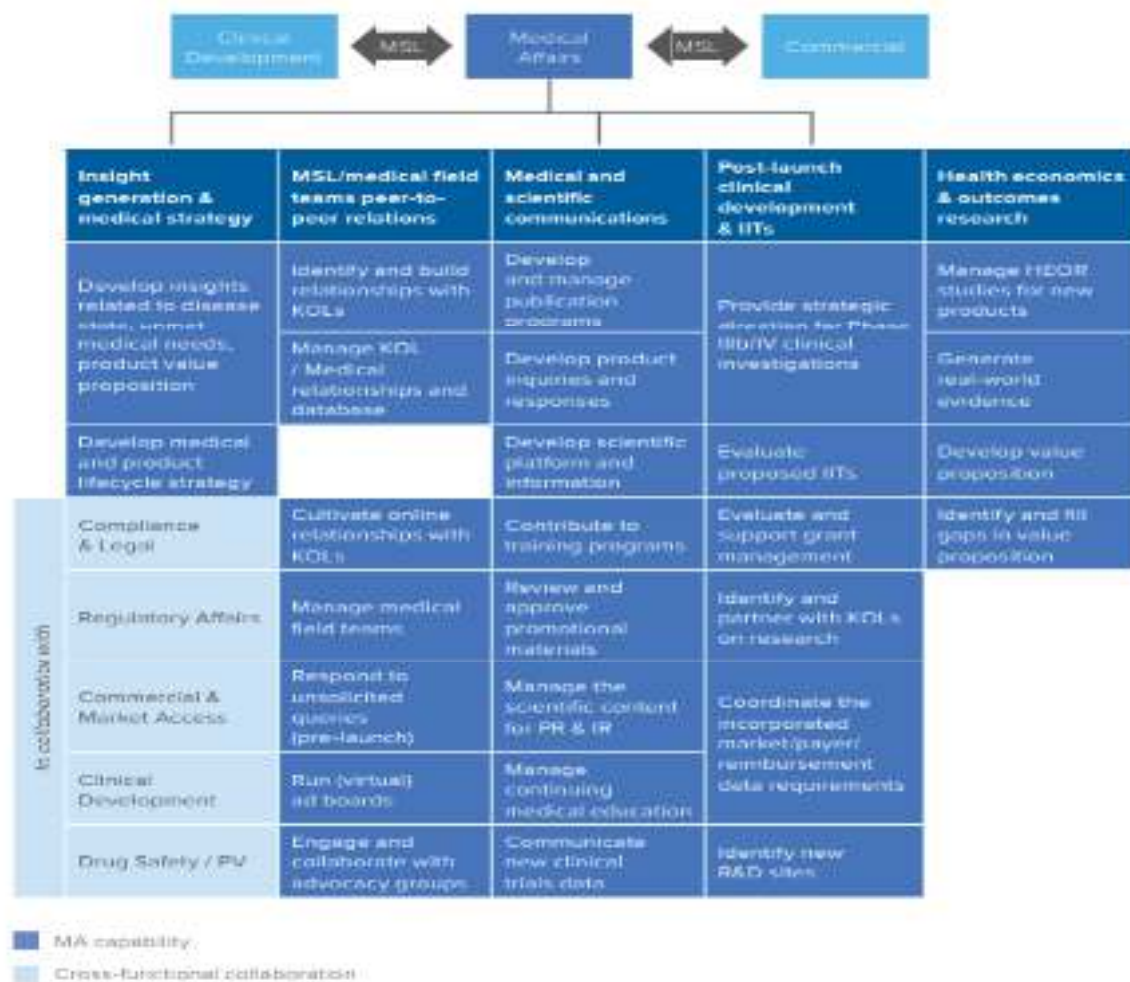 Clinical
Development
MSL
Medical
Affairs
MSL
Commercial
Insight
generation &
medical strategy
MSL/medical field
teams peer-to-
peer relations
Medical and
scientific
communications
Post-launch
clinical
development
& IITs
Health economics
& outcomes
research
Develop insights
related to disease
state, unmet
medical needs,
product value
proposition
Identify and build
relationships with
KOLs
Develop
and manage
publication
programs
Provide strategic
direction for Phase
IIIb/IV clinical
investigations
Manage HEOR
studies for new
products
Manage KOL
/ Medical
relationships and
database
Develop product
inquiries and
responses
Generate
real-world
evidence
Develop medical
and product
lifecycle strategy
Develop scientific
platform and
information
Evaluate
proposed IITs
Develop value
proposition
In collaboration with
Compliance
& Legal
Cultivate online
relationships with
KOLs
Contribute to
training programs
Evaluate and
support grant
management
Identify and fill
gaps in value
proposition
Regulatory Affairs
Manage medical
field teams
Review and
approve
promotional
materials
Identify and
partner with KOLs
on research
Commercial &
Market Access
Respond to
unsolicited
queries
(pre-launch)
Manage the
scientific content
for PR & IR
Coordinate the
incorporated
market/payer/
reimbursement
data requirements
Clinical
Development
Run (virtual)
ad boards
Manage
continuing
medical education
Drug Safety / PV
Engage and
collaborate with
advocacy groups
Communicate
new clinical
trials data
Identify new
R&D sites
MA capability
Cross-functional collaboration